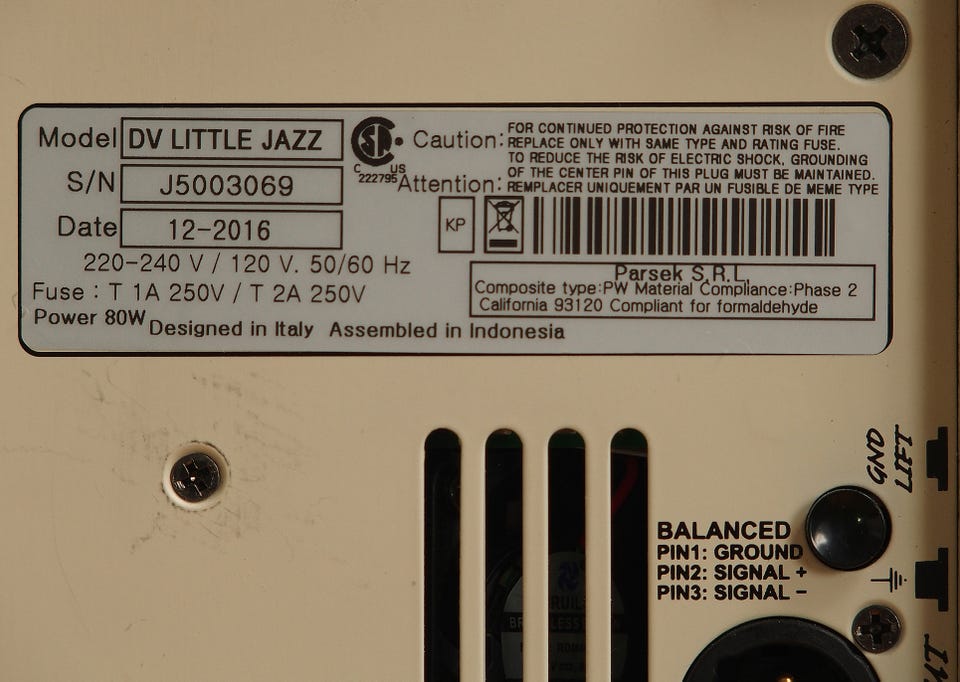 Model DV LITTLE JAZZ
S/N J5003069
Date 12-2016
220-240 V / 120 V. 50/60 Hz
Fuse : T 1A 250V / T 2A 250V
Power 80W Designed in Italy Assembled in Indonesia
C US
222795
Caution: FOR CONTINUED PROTECTION AGAINST RISK OF FIRE
REPLACE ONLY WITH SAME TYPE AND RATING FUSE.
TO REDUCE THE RISK OF ELECTRIC SHOCK, GROUNDING
OF THE CENTER PIN OF THIS PLUG MUST BE MAINTAINED.
Attention: REMPLACER UNIQUEMENT PAR UN FUSIBLE DE MEME TYPE
KP
Parsek S.R.L.
Composite type:PW Material Compliance:Phase 2
California 93120 Compliant for formaldehyde
GND
LIFT
BALANCED
PIN1: GROUND
PIN2: SIGNAL +
PIN3: SIGNAL -